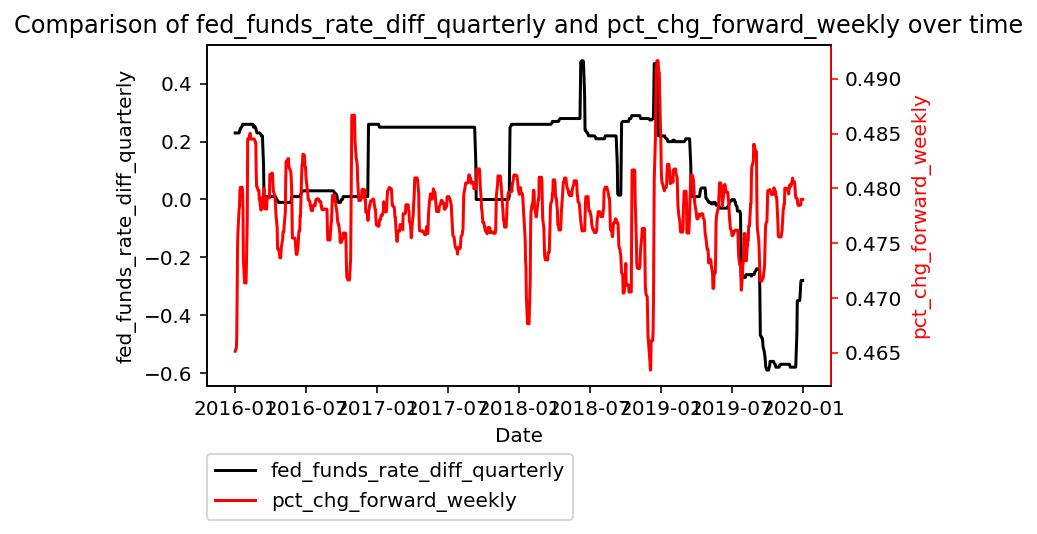 Comparison of fed_funds_rate_diff_quarterly and pct_chg_forward_weekly over time
fed_funds_rate_diff_quarterly
0.4
0.2
0.0
−0.2
−0.4
−0.6
0.490
0.485
0.480
0.475
0.470
0.465
pct_chg_forward_weekly
2016-01 2016-07 2017-01 2017-07 2018-01 2018-07 2019-01 2019-07 2020-01
Date
fed_funds_rate_diff_quarterly
pct_chg_forward_weekly